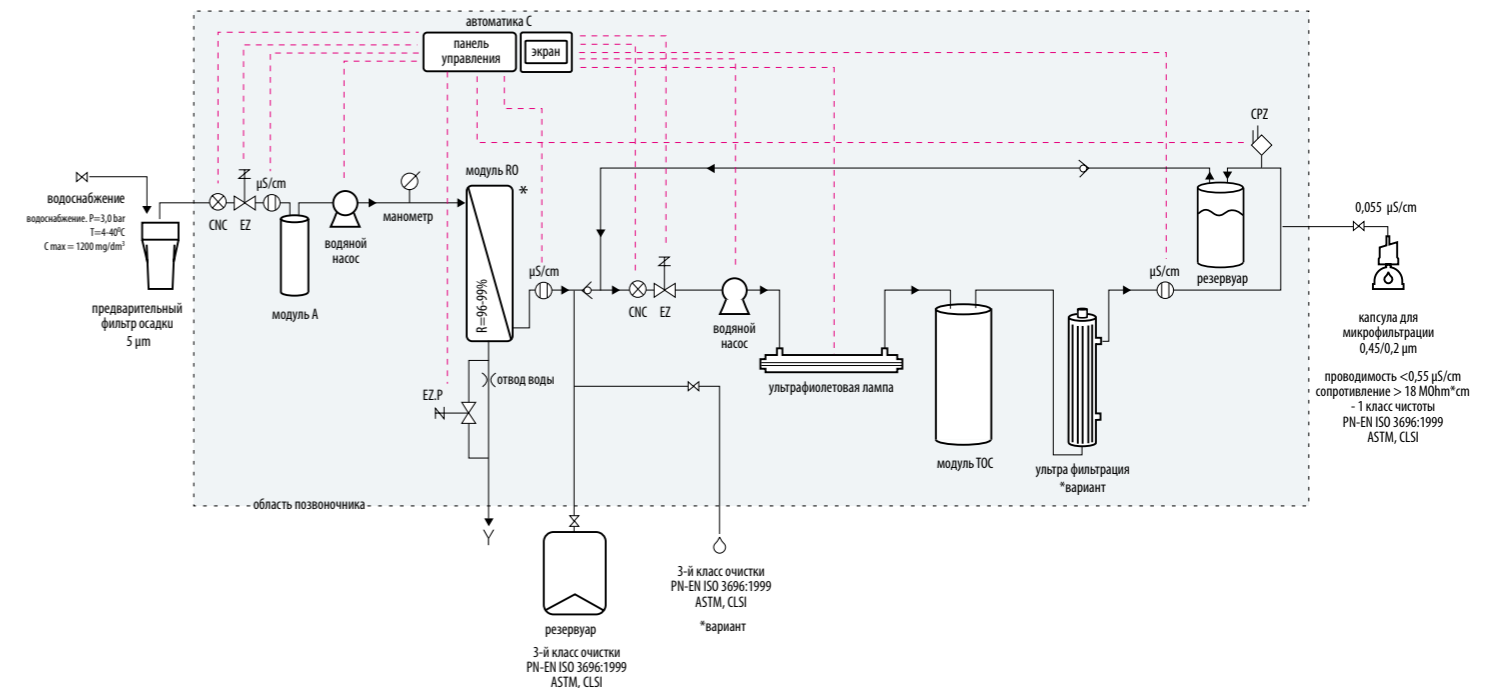 автоматика C
панель
управления
экран
CPZ
модуль RO
*
водоснабжение
водоснабжение. P=3,0 bar
T=4-40⁰C
C max = 1200 mg/dm³
µS/cm
CNC
EZ
водяной
насос
манометр
предварительный
фильтр осадки
5 µm
модуль A
R=96-99%
µS/cm
CNC
EZ
водяной
насос
ультрафиолетовая лампа
µS/cm
резервуар
0,055 µS/cm
капсула для
микрофильтрации
0,45/0,2 µm
проводимость <0,55 µS/cm
сопротивление > 18 MOhm*cm
- 1 класс чистоты
PN-EN ISO 3696:1999
ASTM, CLSI
EZ.P
отвод воды
модуль TOC
ультра фильтрация
*вариант
область позвоночника
резервуар
3-й класс очистки
PN-EN ISO 3696:1999
ASTM, CLSI
3-й класс очистки
PN-EN ISO 3696:1999
ASTM, CLSI
*вариант